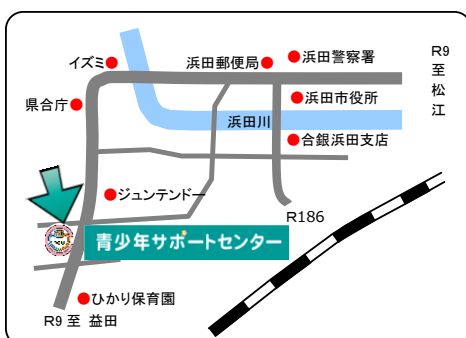 イズミ
浜田郵便局
浜田警察署
R9
至
松
江
県合庁
浜田市役所
浜田川
合銀浜田支店
ジュンテンドー
R186
青少年サポートセンター
ひかり保育園
R9 至 益田